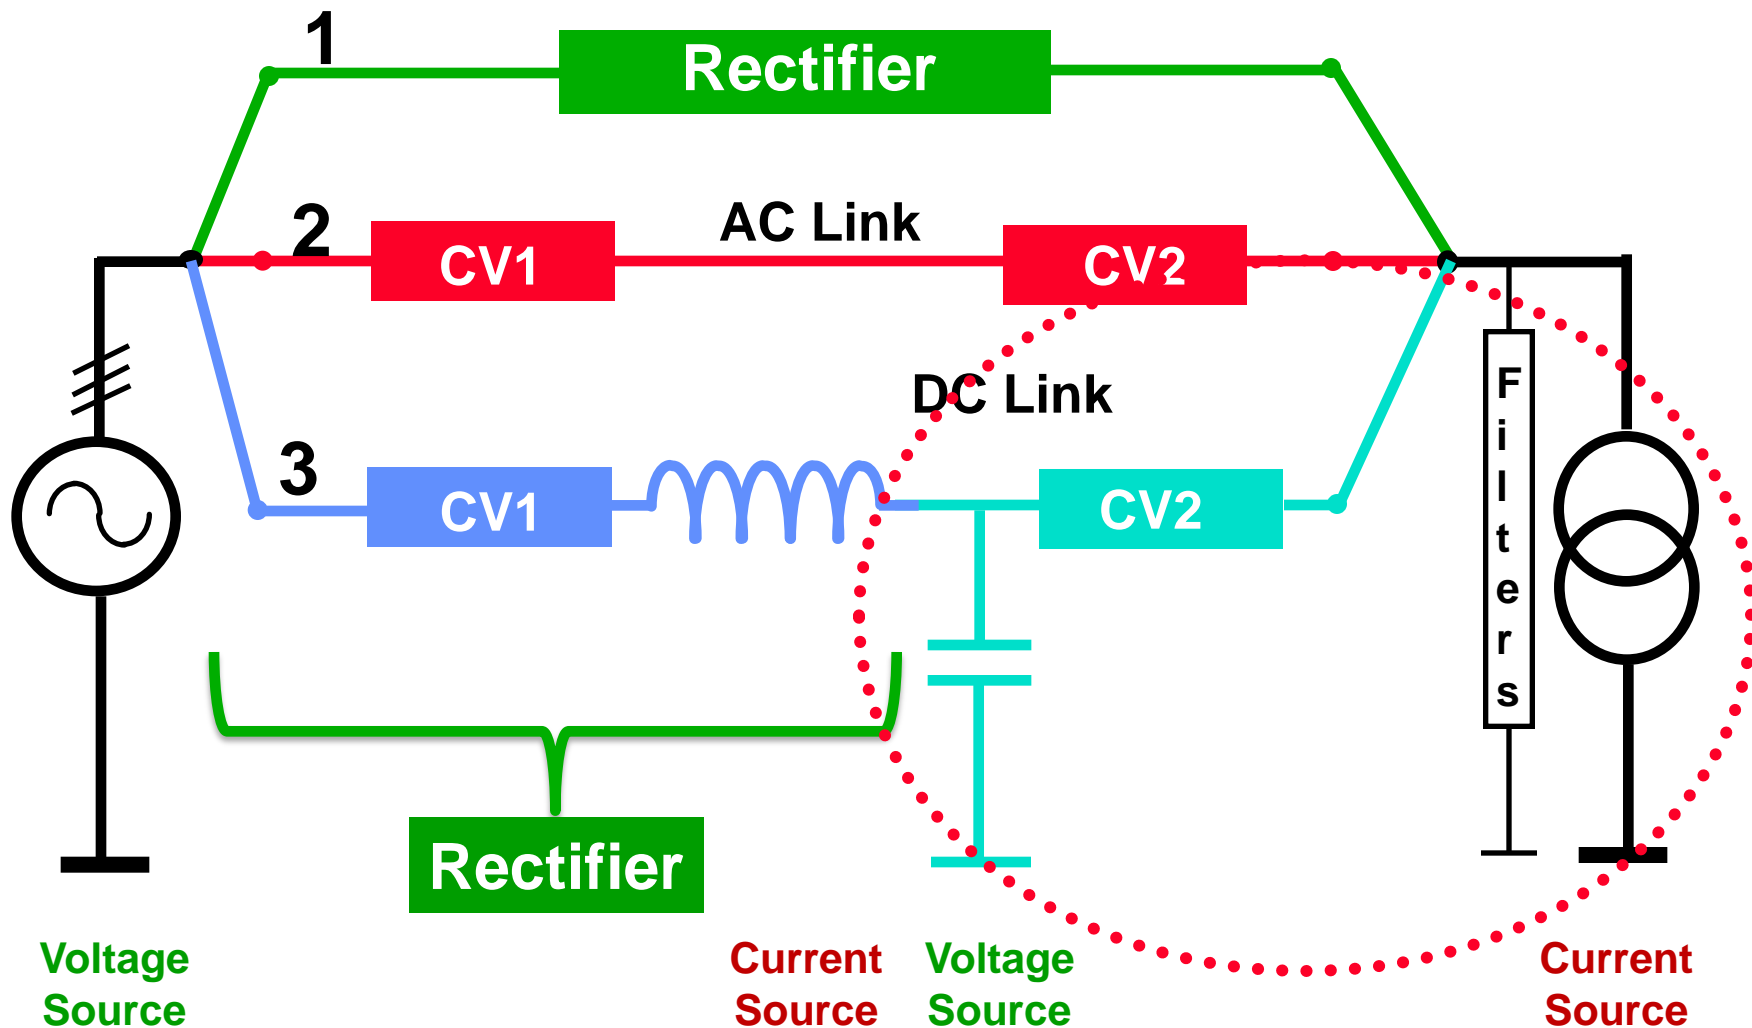 1
Rectifier
2
CV1
AC Link
CV2
DC Link
3
CV1
CV2
Filters
Rectifier
Voltage
Source
Current
Source
Voltage
Source
Current
Source